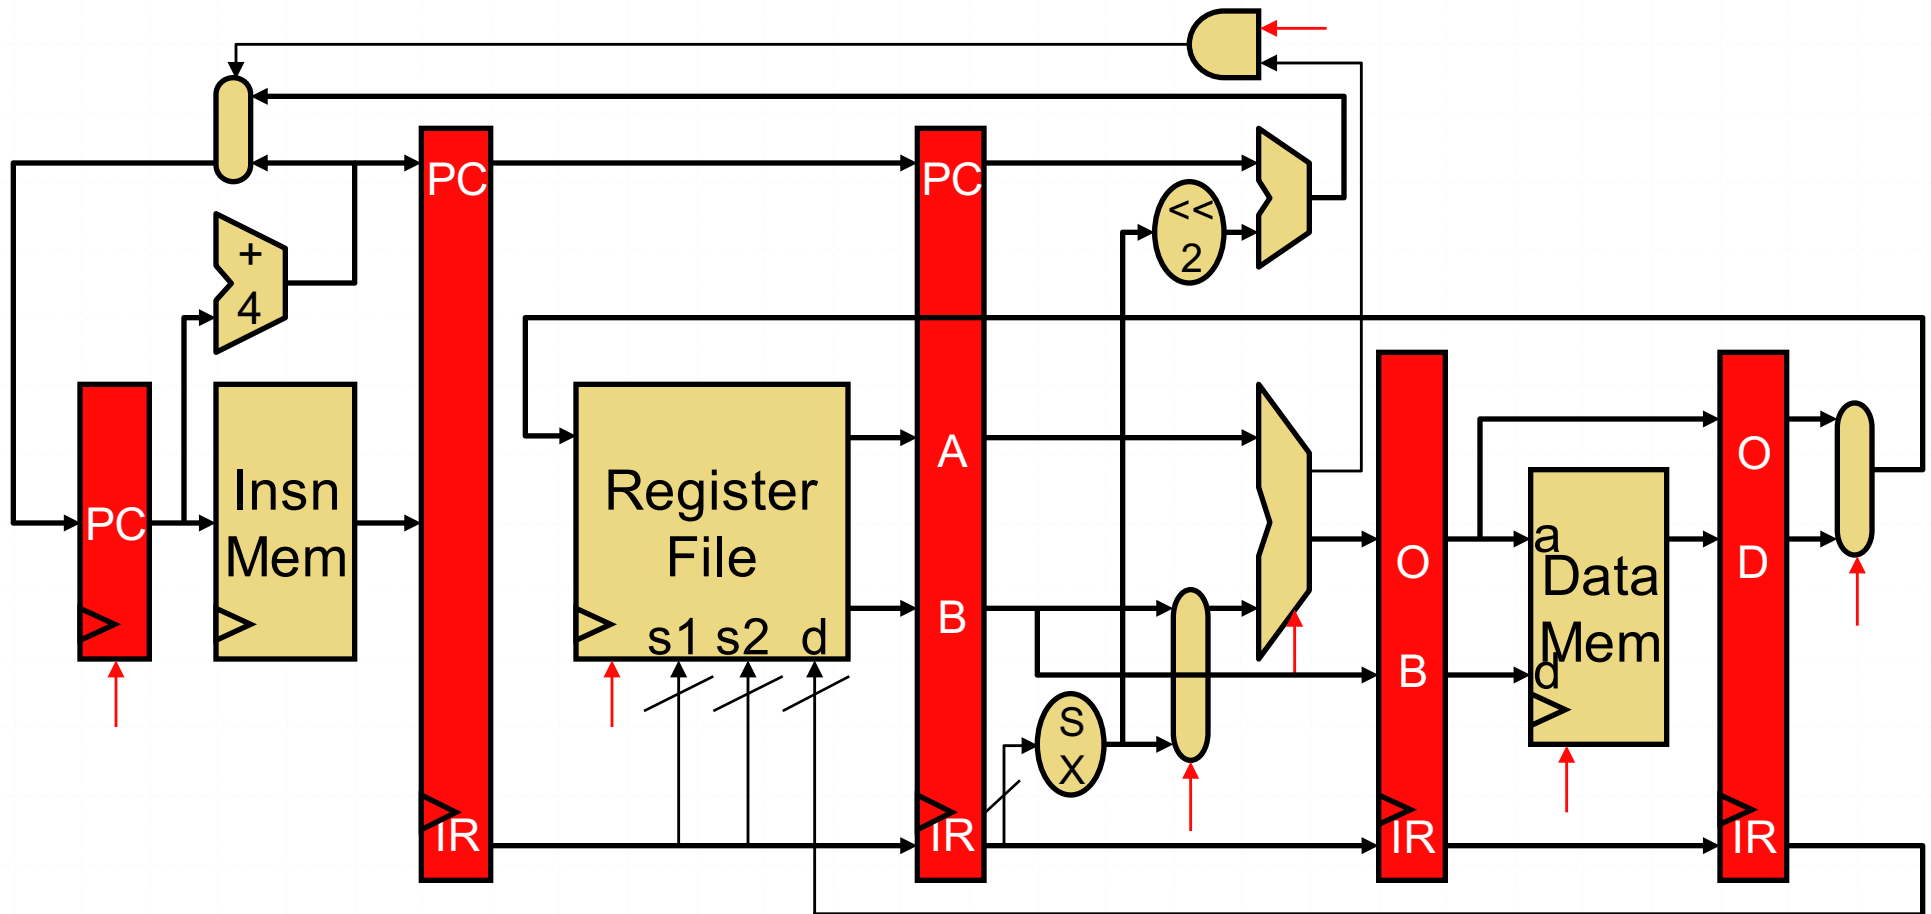 PC
PC
<<
2
+
4
A
O
Insn
Mem
Register
File
PC
O
D
a
Data
Mem
d
B
s1 s2 d
B
S
X
IR
IR
IR
IR